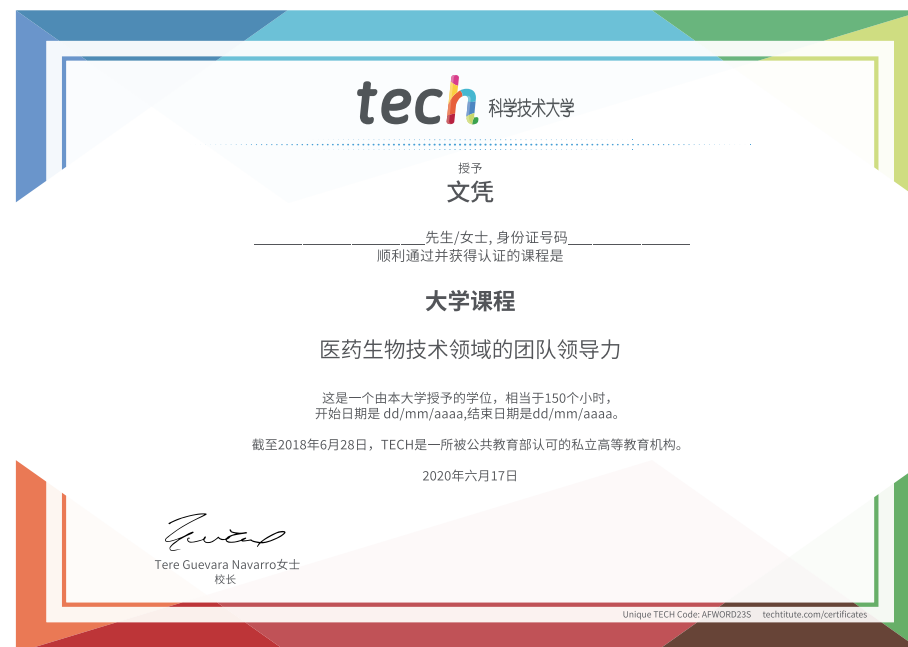 tech 科学技术大学
授予
文凭
______________________先生/女士, 身份证号码_______________
顺利通过并获得认证的课程是
大学课程
医药生物技术领域的团队领导力
这是一个由本大学授予的学位，相当于150个小时，
开始日期是 dd/mm/aaaa,结束日期是dd/mm/aaaa。
截至2018年6月28日，TECH是一所被公共教育部认可的私立高等教育机构。
2020年六月17日
Tere Guevara Navarro女士
校长
Unique TECH Code: AFWORD23S techtitute.com/certificates